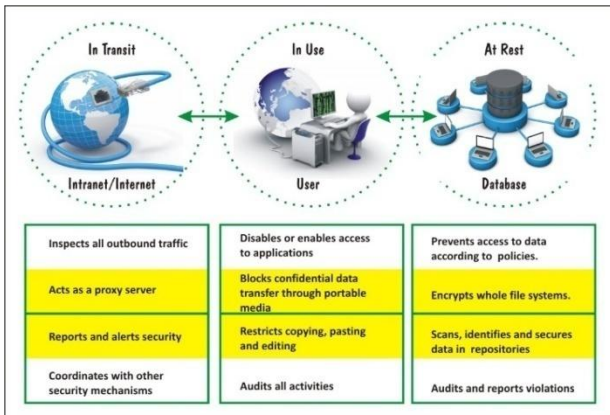 In Transit
In Use
At Rest
Intranet/Internet
User
Database
Inspects all outbound traffic
Acts as a proxy server
Reports and alerts security
Coordinates with other
security mechanisms
Disables or enables access
to applications
Blocks confidential data
transfer through portable
media
Restricts copying, pasting
and editing
Audits all activities
Prevents access to data
according to policies.
Encrypts whole file systems.
Scans, identifies and secures
data in repositories
Audits and reports violations